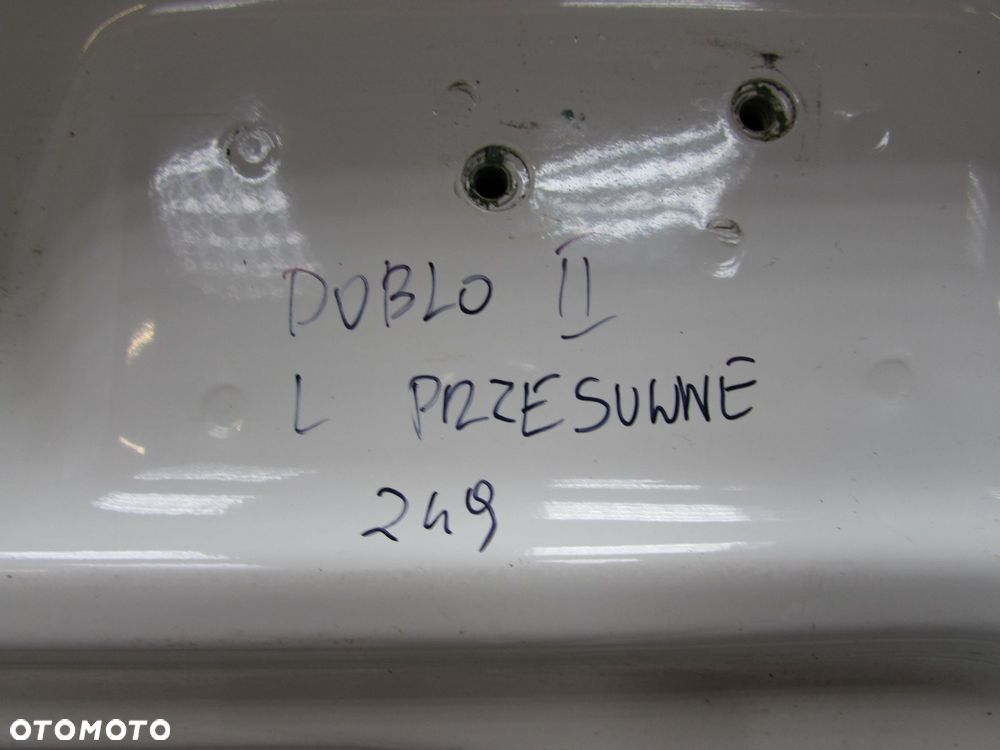 DOBLO II
L PRZESUWNE
249
OTOMOTO